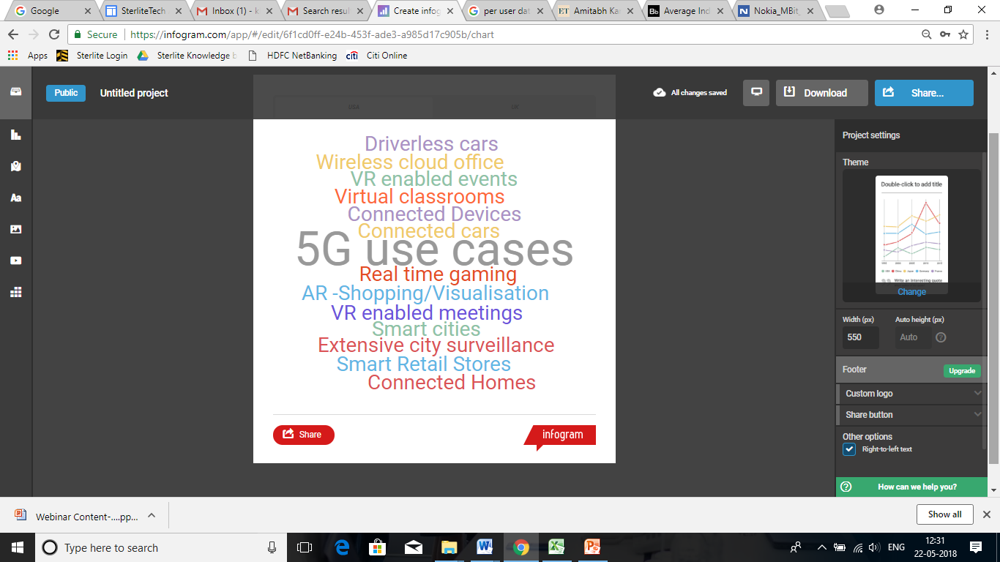 Google
SterliteTech
Inbox (1) - k
Search resul
Create infog
per user dat
Amitabh Ka
Average Ind
Nokia_MBit_
Secure
https://infogram.com/app/#/edit/6f1cd0ff-e24b-453f-ade3-a985d17c905b/chart
Apps Sterlite Login Sterlite Knowledge b HDFC NetBanking citi Citi Online
Public Untitled project All changes saved Download Share...
USA UK
Driverless cars
Wireless cloud office
VR enabled events
Virtual classrooms
Connected Devices
Connected cars
5G use cases
Real time gaming
AR -Shopping/Visualisation
VR enabled meetings
Smart cities
Extensive city surveillance
Smart Retail Stores
Connected Homes
Share infogram
Project settings
Theme
Double-click to add title
Write an interesting quote
Change
Width (px) Auto height (px)
550 Auto
Footer Upgrade
Custom logo
Share button
Other options
Right-to-left text
How can we help you?
Webinar Content-....pp... Show all
Type here to search
ENG
12:31
22-05-2018